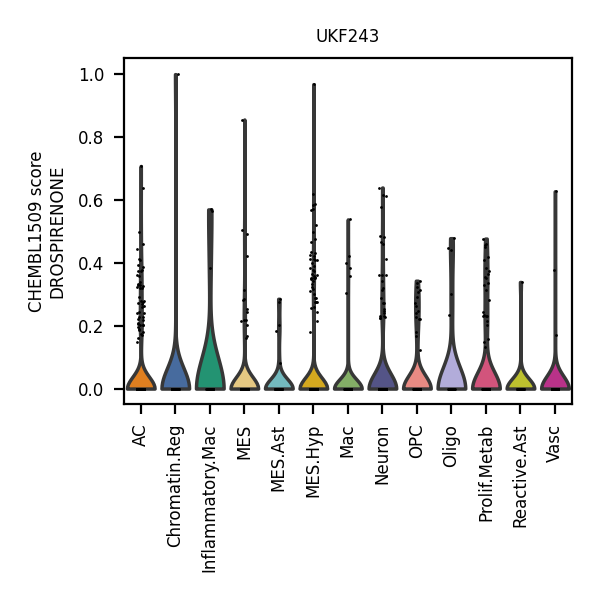 UKF243
CHEMBL1509 score
DROSPIRENONE
1.0
0.8
0.6
0.4
0.2
0.0
AC
Chromatin.Reg
Inflammatory.Mac
MES
MES.Ast
MES.Hyp
Mac
Neuron
OPC
Oligo
Prolif.Metab
Reactive.Ast
Vasc